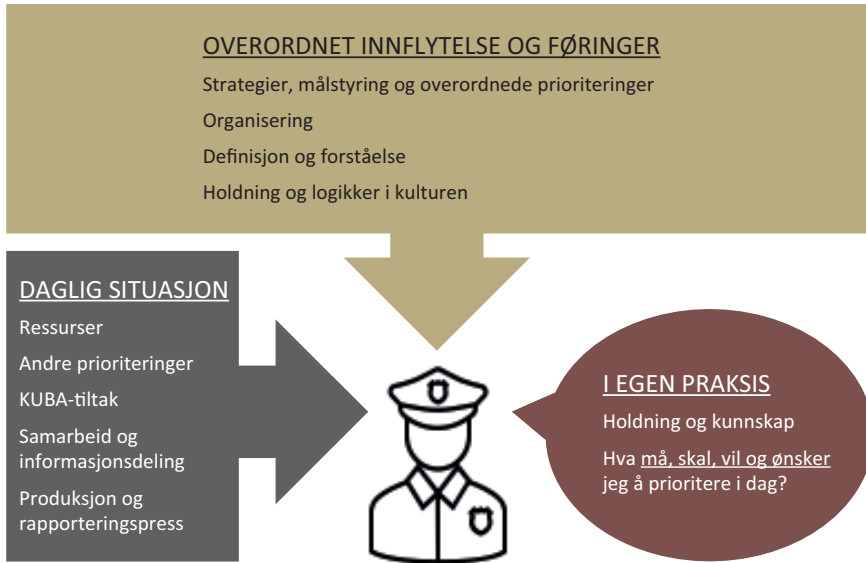 OVERORDNET INNFLYTELSE OG FØRINGER
Strategier, målstyring og overordnede prioriteringer
Organisering
Definisjon og forståelse
Holdning og logikker i kulturen
DAGLIG SITUASJON
Ressurser
Andre prioriteringer
KUBA-tiltak
Samarbeid og
informasjonsdeling
Produksjon og
rapporteringspress
I EGEN PRAKSIS
Holdning og kunnskap
Hva må, skal, vil og ønsker
jeg å prioritere i dag?